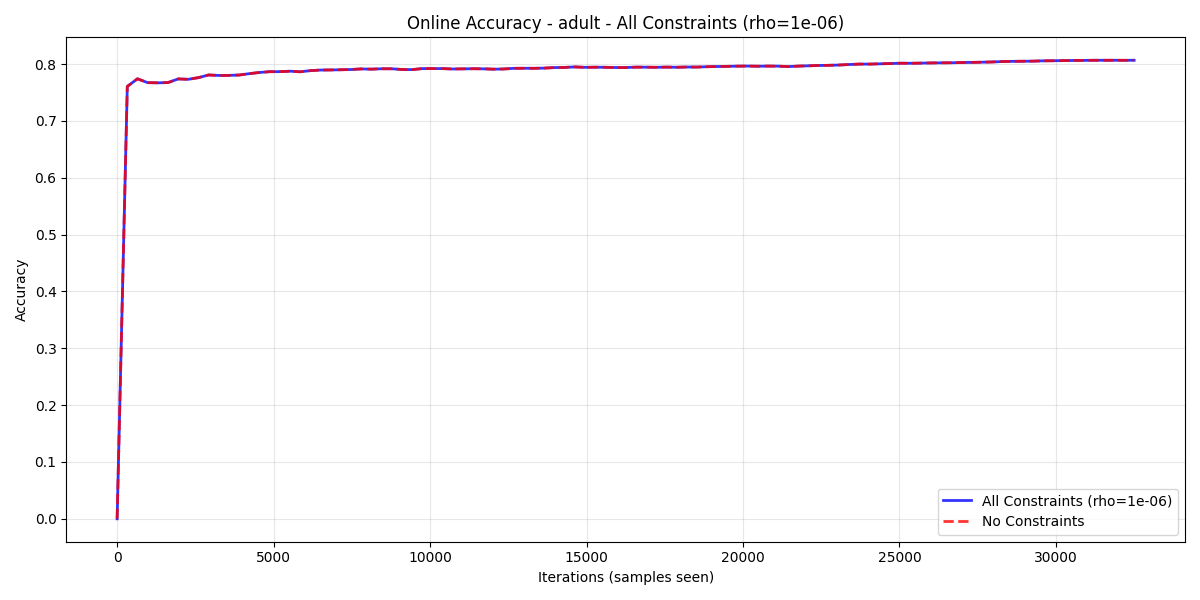 Online Accuracy - adult - All Constraints (rho=1e-06)
Accuracy
0.8
0.7
0.6
0.5
0.4
0.3
0.2
0.1
0.0
All Constraints (rho=1e-06)
No Constraints
0 5000 10000 15000 20000 25000 30000
Iterations (samples seen)